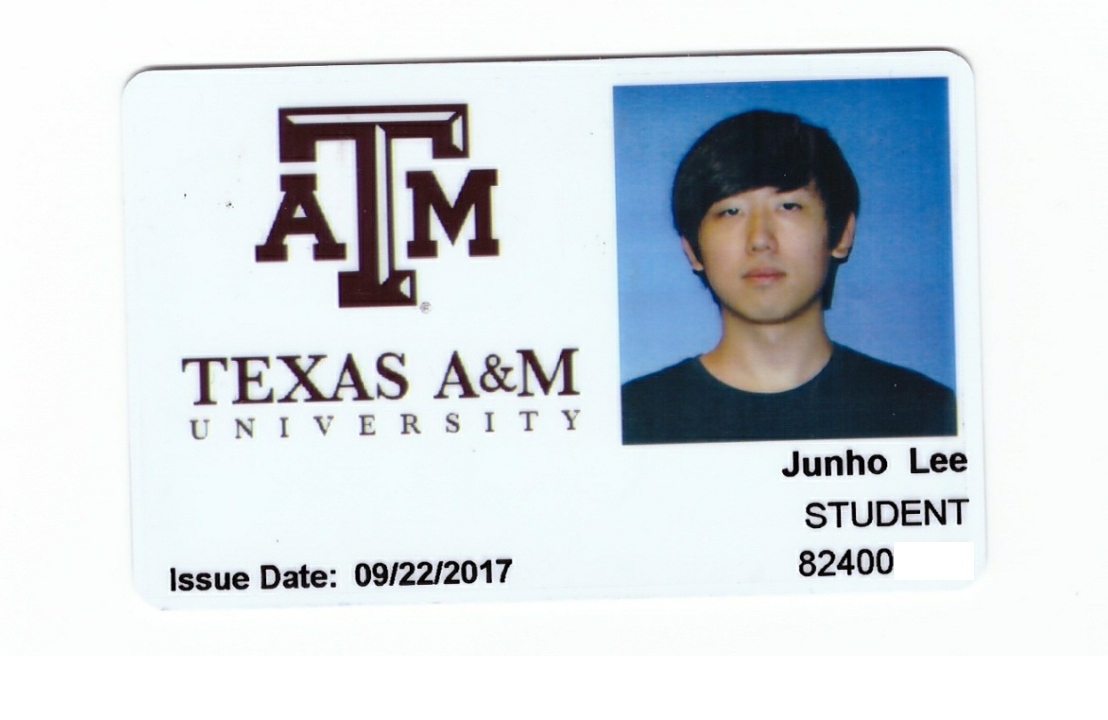 ATM
®
TEXAS A&M
UNIVERSITY
Junho Lee
STUDENT
82400
Issue Date: 09/22/2017